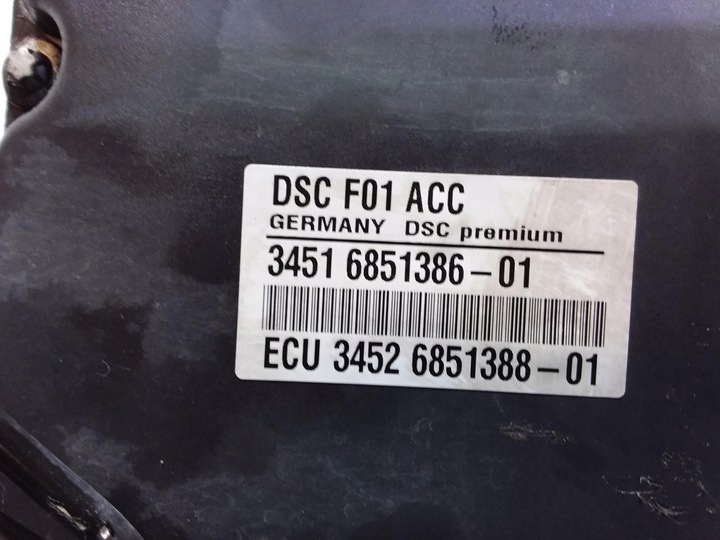 DSC F01 ACC
GERMANY DSC premium
3451 6851386-01
ECU 3452 6851388-01